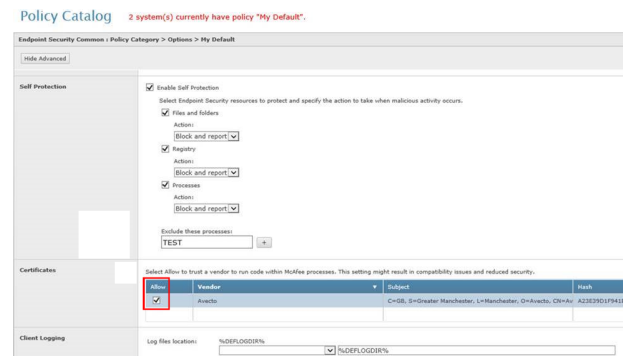 Policy Catalog 2 system(s) currently have policy "My Default".
Endpoint Security Common : Policy Category > Options > My Default
Hide Advanced
Self Protection
Enable Self Protection
Select Endpoint Security resources to protect and specify the action to take when malicious activity occurs.
Files and folders
Action:
Block and report
Registry
Action:
Block and report
Processes
Action:
Block and report
Exclude these processes:
TEST +
Certificates
Select Allow to trust a vendor to run code within McAfee processes. This setting might result in compatibility issues and reduced security.
Allow Vendor Subject Hash
Avecto C=GB, S=Greater Manchester, L=Manchester, O=Avecto, CN=Av
Client Logging
Log files location: %DEFLOGDIR%
%DEFLOGDIR%